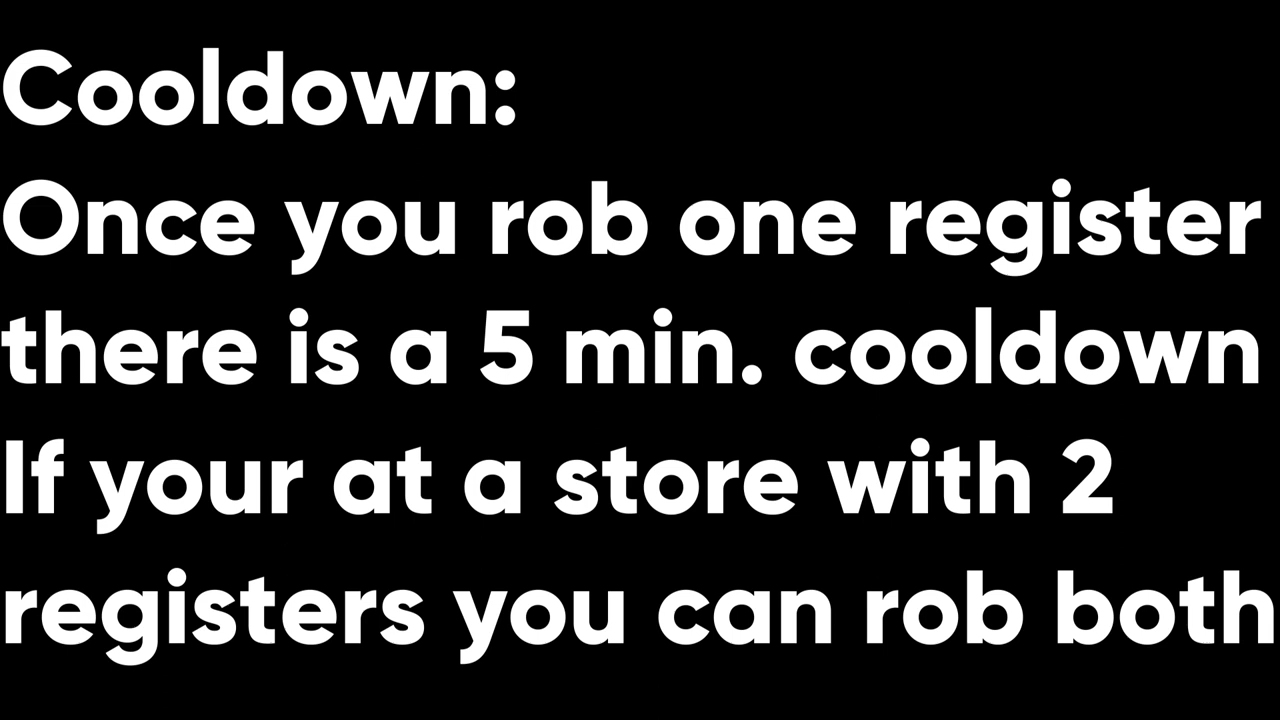 Cooldown:
Once you rob one register
there is a 5 min. cooldown
If your at a store with 2
registers you can rob both